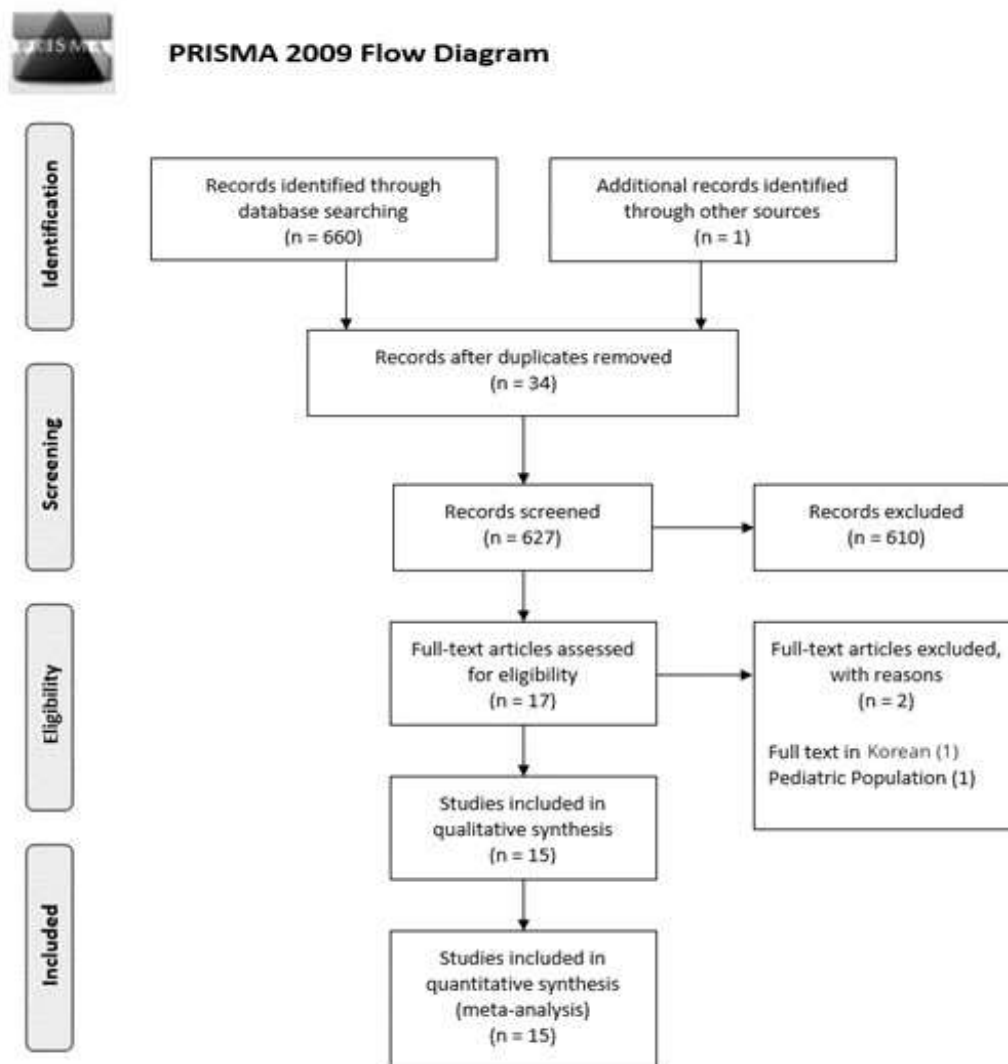 PRISMA
PRISMA 2009 Flow Diagram
Identification
Records identified through
database searching
(n = 660)
Additional records identified
through other sources
(n = 1)
Records after duplicates removed
(n = 34)
Screening
Records screened
(n = 627)
Records excluded
(n = 610)
Eligibility
Full-text articles assessed
for eligibility
(n = 17)
Full-text articles excluded,
with reasons
(n = 2)
Full text in Korean (1)
Pediatric Population (1)
Studies included in
qualitative synthesis
(n = 15)
Included
Studies included in
quantitative synthesis
(meta-analysis)
(n = 15)